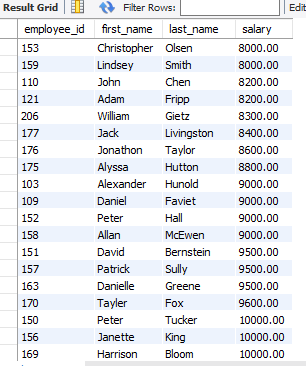 Result Grid Filter Rows: Edit
employee_id first_name last_name salary
153 Christopher Olsen 8000.00
159 Lindsey Smith 8000.00
110 John Chen 8200.00
121 Adam Fripp 8200.00
206 William Gietz 8300.00
177 Jack Livingston 8400.00
176 Jonathon Taylor 8600.00
175 Alyssa Hutton 8800.00
103 Alexander Hunold 9000.00
109 Daniel Faviet 9000.00
152 Peter Hall 9000.00
158 Allan McEwen 9000.00
151 David Bernstein 9500.00
157 Patrick Sully 9500.00
163 Danielle Greene 9500.00
170 Tayler Fox 9600.00
150 Peter Tucker 10000.00
156 Janette King 10000.00
169 Harrison Bloom 10000.00